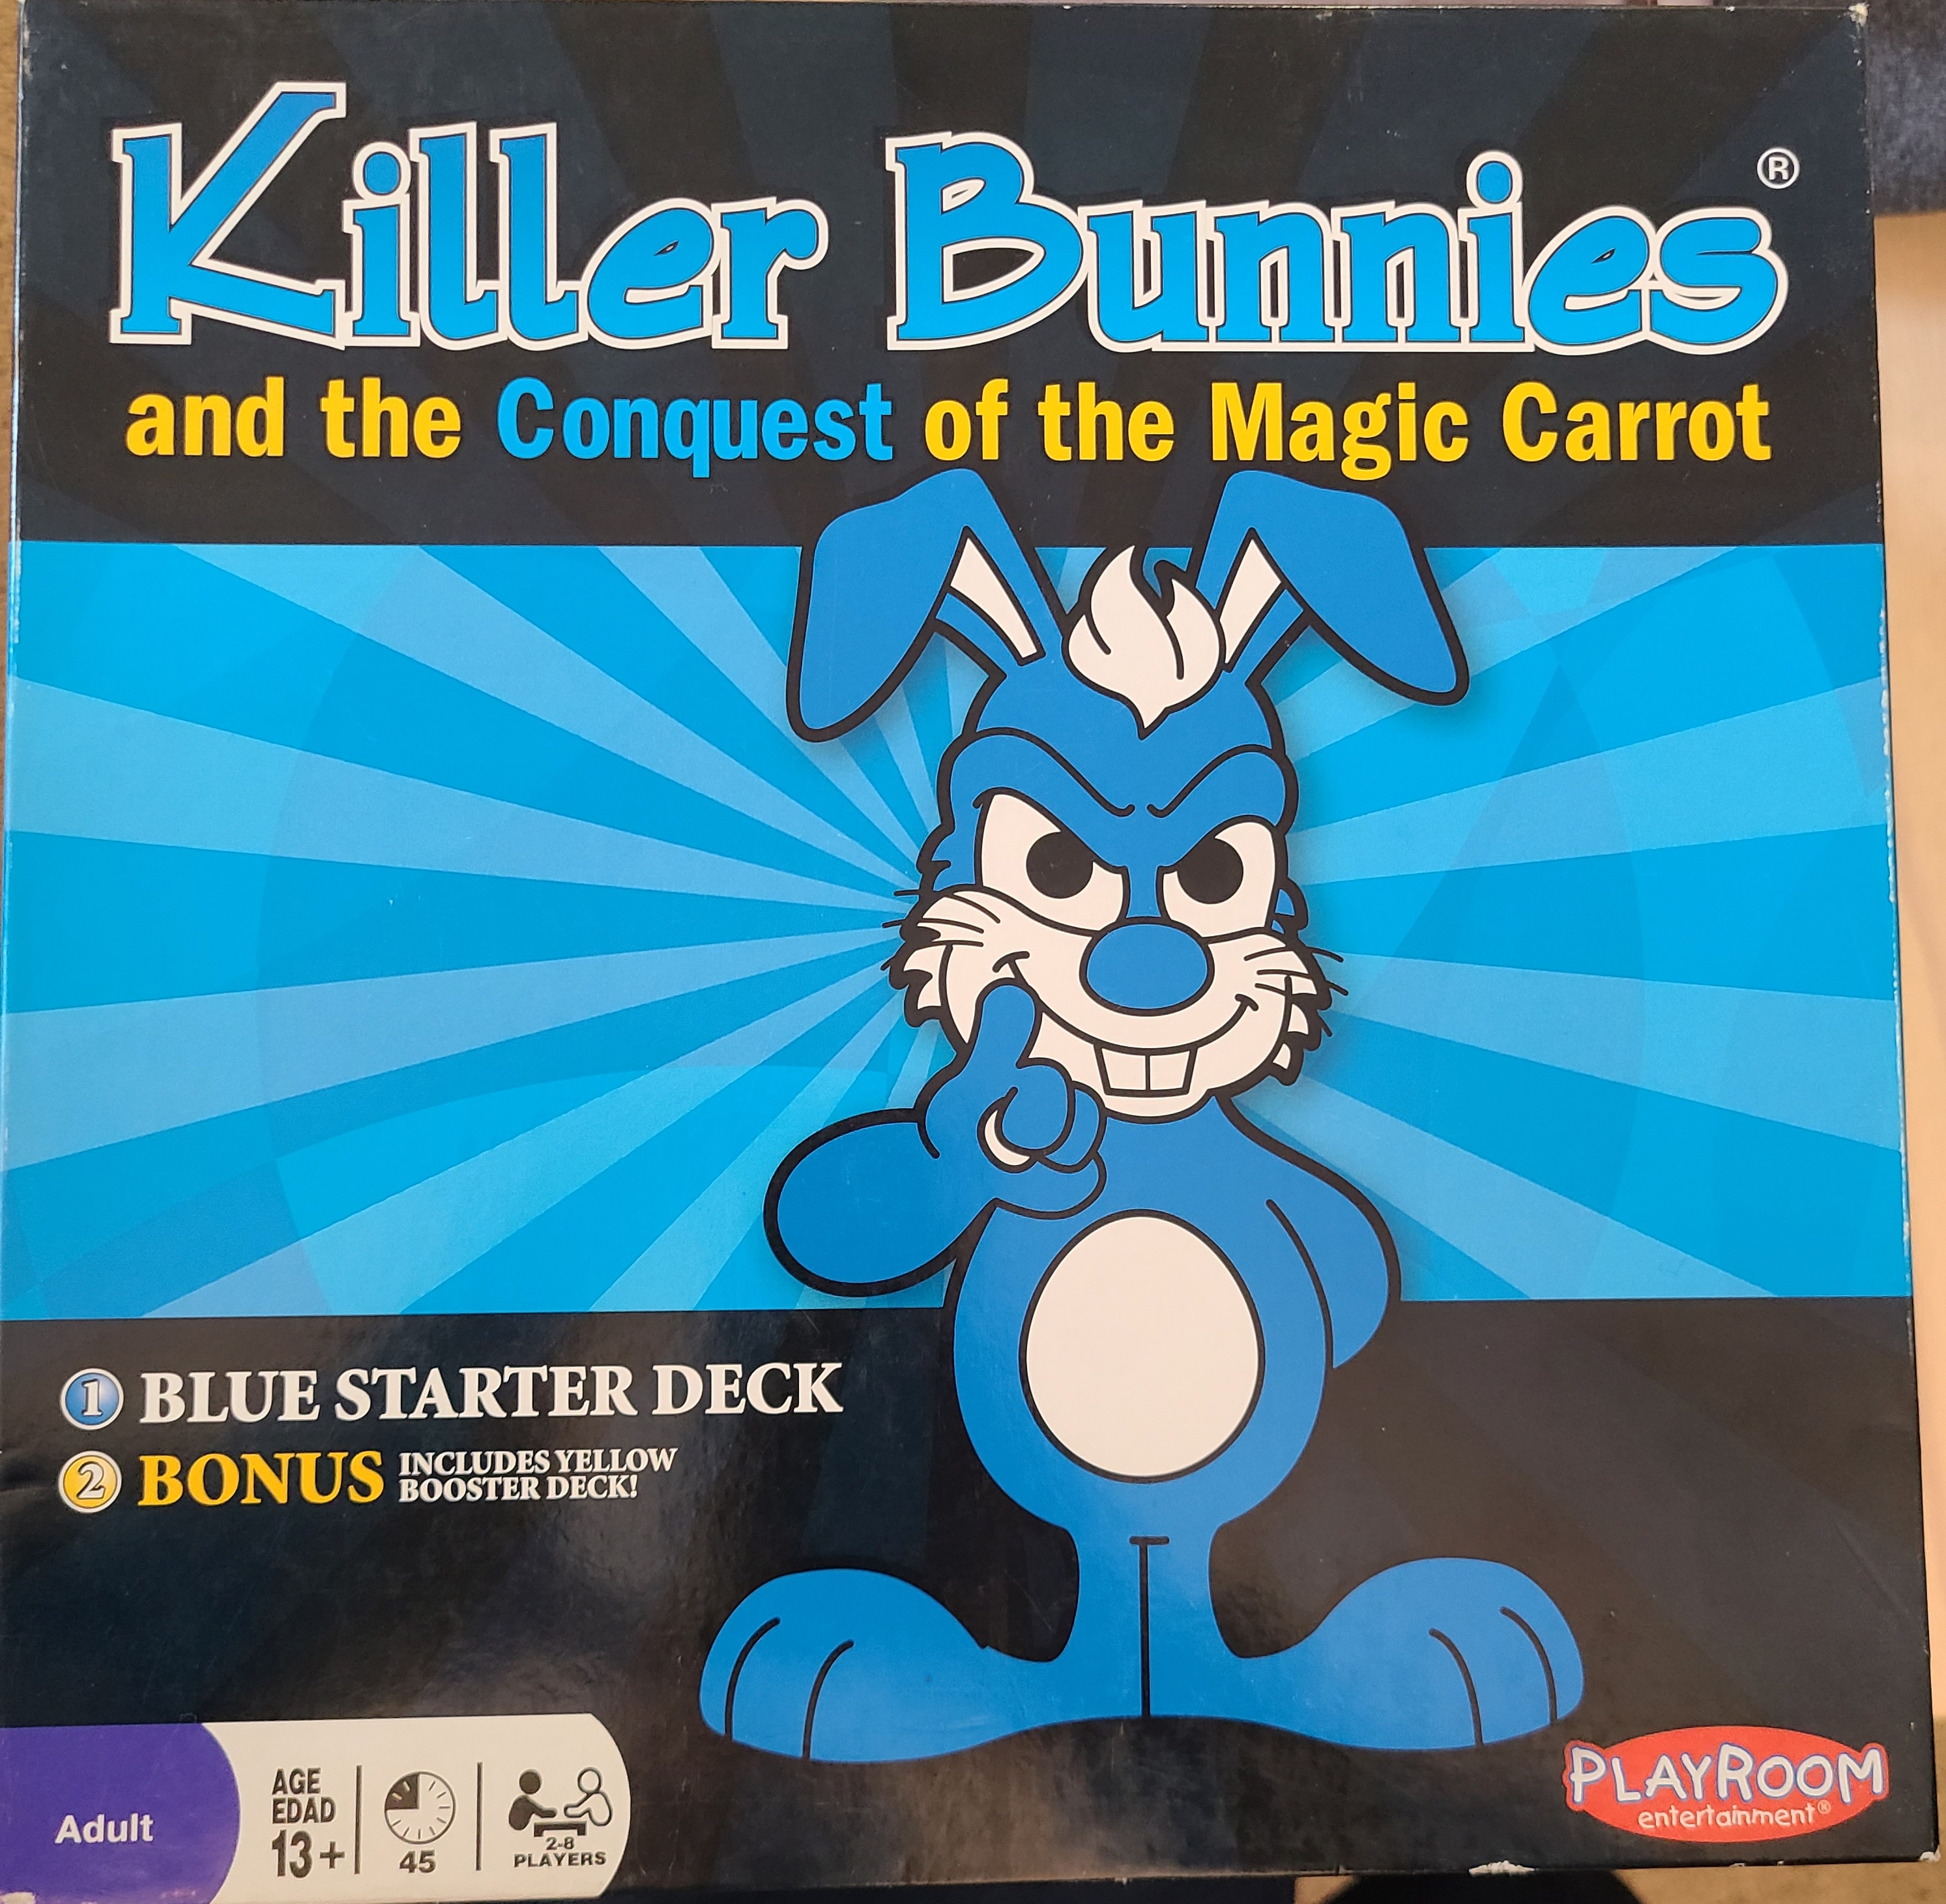 Killer Bunnies®
and the Conquest of the Magic Carrot
1 BLUE STARTER DECK
2 BONUS INCLUDES YELLOW
BOOSTER DECK!
Adult
AGE
EDAD
13+
45
2-8
PLAYERS
PLAYROOM
entertainment®